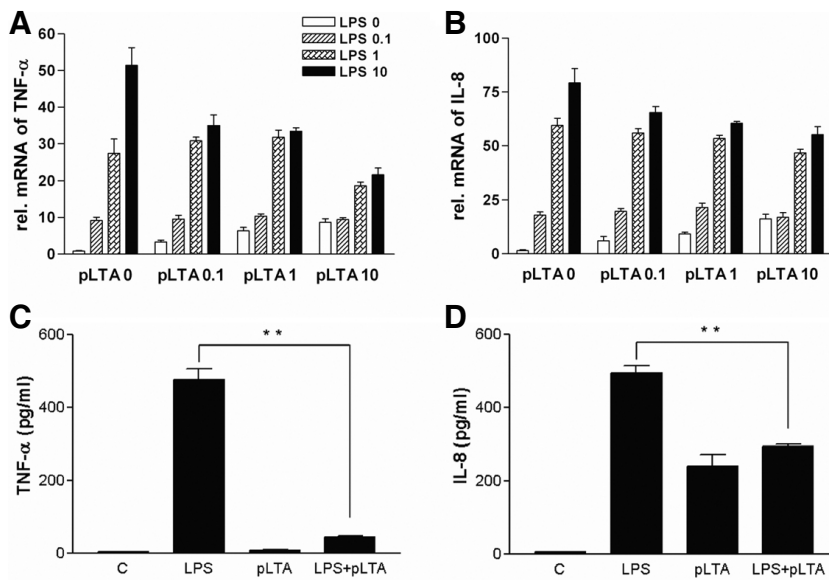 A
rel. mRNA of TNF-α
60
50
40
30
20
10
0
LPS 0
LPS 0.1
LPS 1
LPS 10
pLTA 0
pLTA 0.1
pLTA 1
pLTA 10
B
rel. mRNA of IL-8
100
75
50
25
0
pLTA 0
pLTA 0.1
pLTA 1
pLTA 10
C
TNF-α (pg/ml)
600
400
200
0
**
C
LPS
pLTA
LPS+pLTA
D
IL-8 (pg/ml)
600
400
200
0
**
C
LPS
pLTA
LPS+pLTA